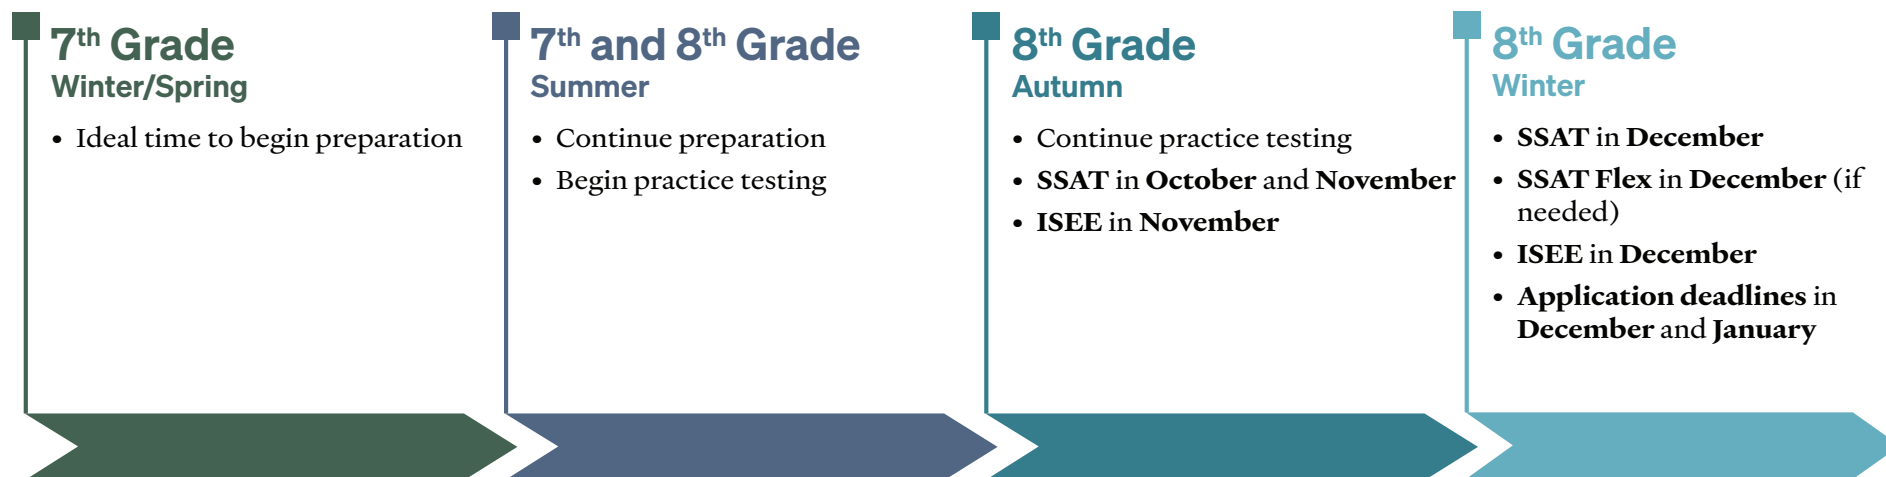 7th Grade
Winter/Spring
• Ideal time to begin preparation
7th and 8th Grade
Summer
• Continue preparation
• Begin practice testing
8th Grade
Autumn
• Continue practice testing
• SSAT in October and November
• ISEE in November
8th Grade
Winter
• SSAT in December
• SSAT Flex in December (if
needed)
• ISEE in December
• Application deadlines in
December and January